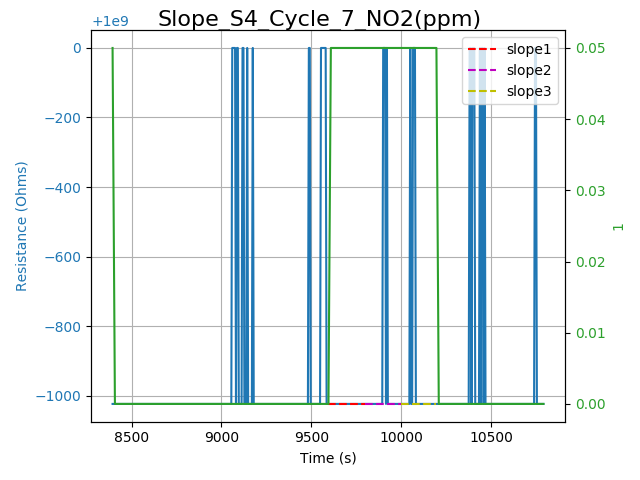 Slope_S4_Cycle_7_NO2(ppm)
+1e9
0
−200
−400
−600
−800
−1000
Resistance (Ohms)
slope1
slope2
slope3
0.05
0.04
0.03
0.02
0.01
0.00
1
8500
9000
9500
10000
10500
Time (s)